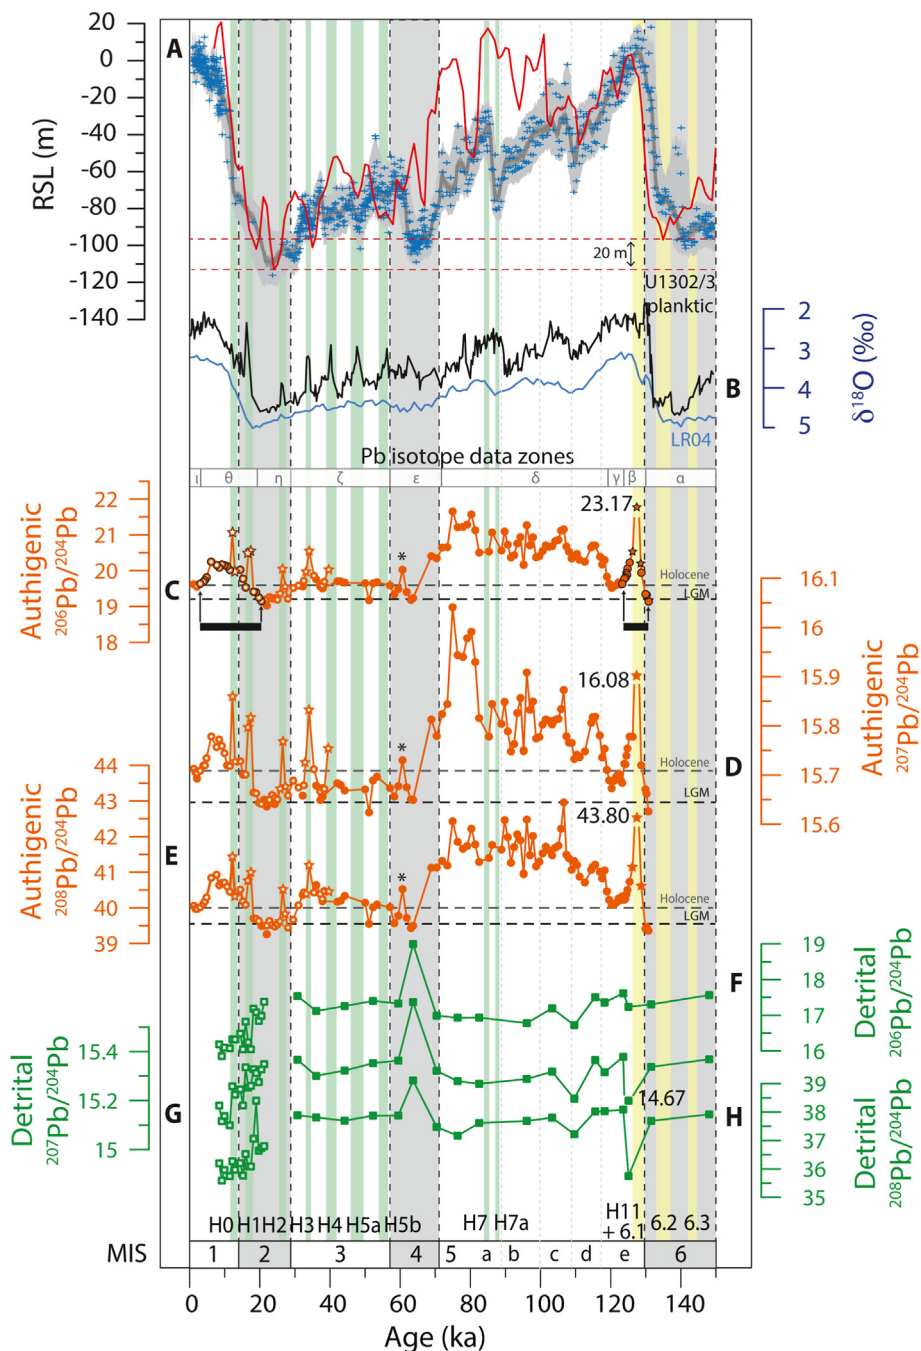 A
RSL (m)
20
0
-20
-40
-60
-80
-100
-120
-140
20 m
U1302/3
planktic
B
2
3
4
5
δ¹⁸O (‰)
LR04
Pb isotope data zones
ι θ η ζ ε δ γ β α
C
Authigenic
²⁰⁶Pb/²⁰⁴Pb
22
21
20
19
18
23.17
*
Holocene
LGM
D
16.1
16
15.9
15.8
15.7
15.6
Authigenic
²⁰⁷Pb/²⁰⁴Pb
16.08
*
Holocene
LGM
E
Authigenic
²⁰⁸Pb/²⁰⁴Pb
44
43
42
41
40
39
43.80
*
Holocene
LGM
F
19
18
17
16
Detrital
²⁰⁶Pb/²⁰⁴Pb
G
Detrital
²⁰⁷Pb/²⁰⁴Pb
15.4
15.2
15
14.67
H
39
38
37
36
35
Detrital
²⁰⁸Pb/²⁰⁴Pb
H0 H1 H2 H3 H4 H5a H5b H7 H7a H11 + 6.1 6.2 6.3
MIS 1 2 3 4 5 a b c d e 6
0 20 40 60 80 100 120 140
Age (ka)